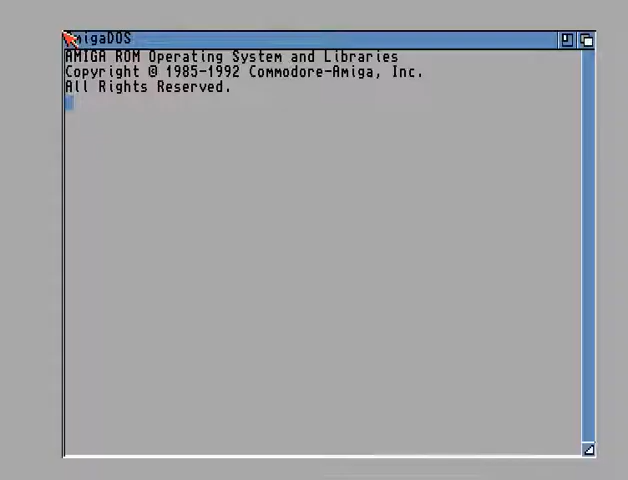 AmigaDOS
AMIGA ROM Operating System and Libraries
Copyright © 1985-1992 Commodore-Amiga, Inc.
All Rights Reserved.